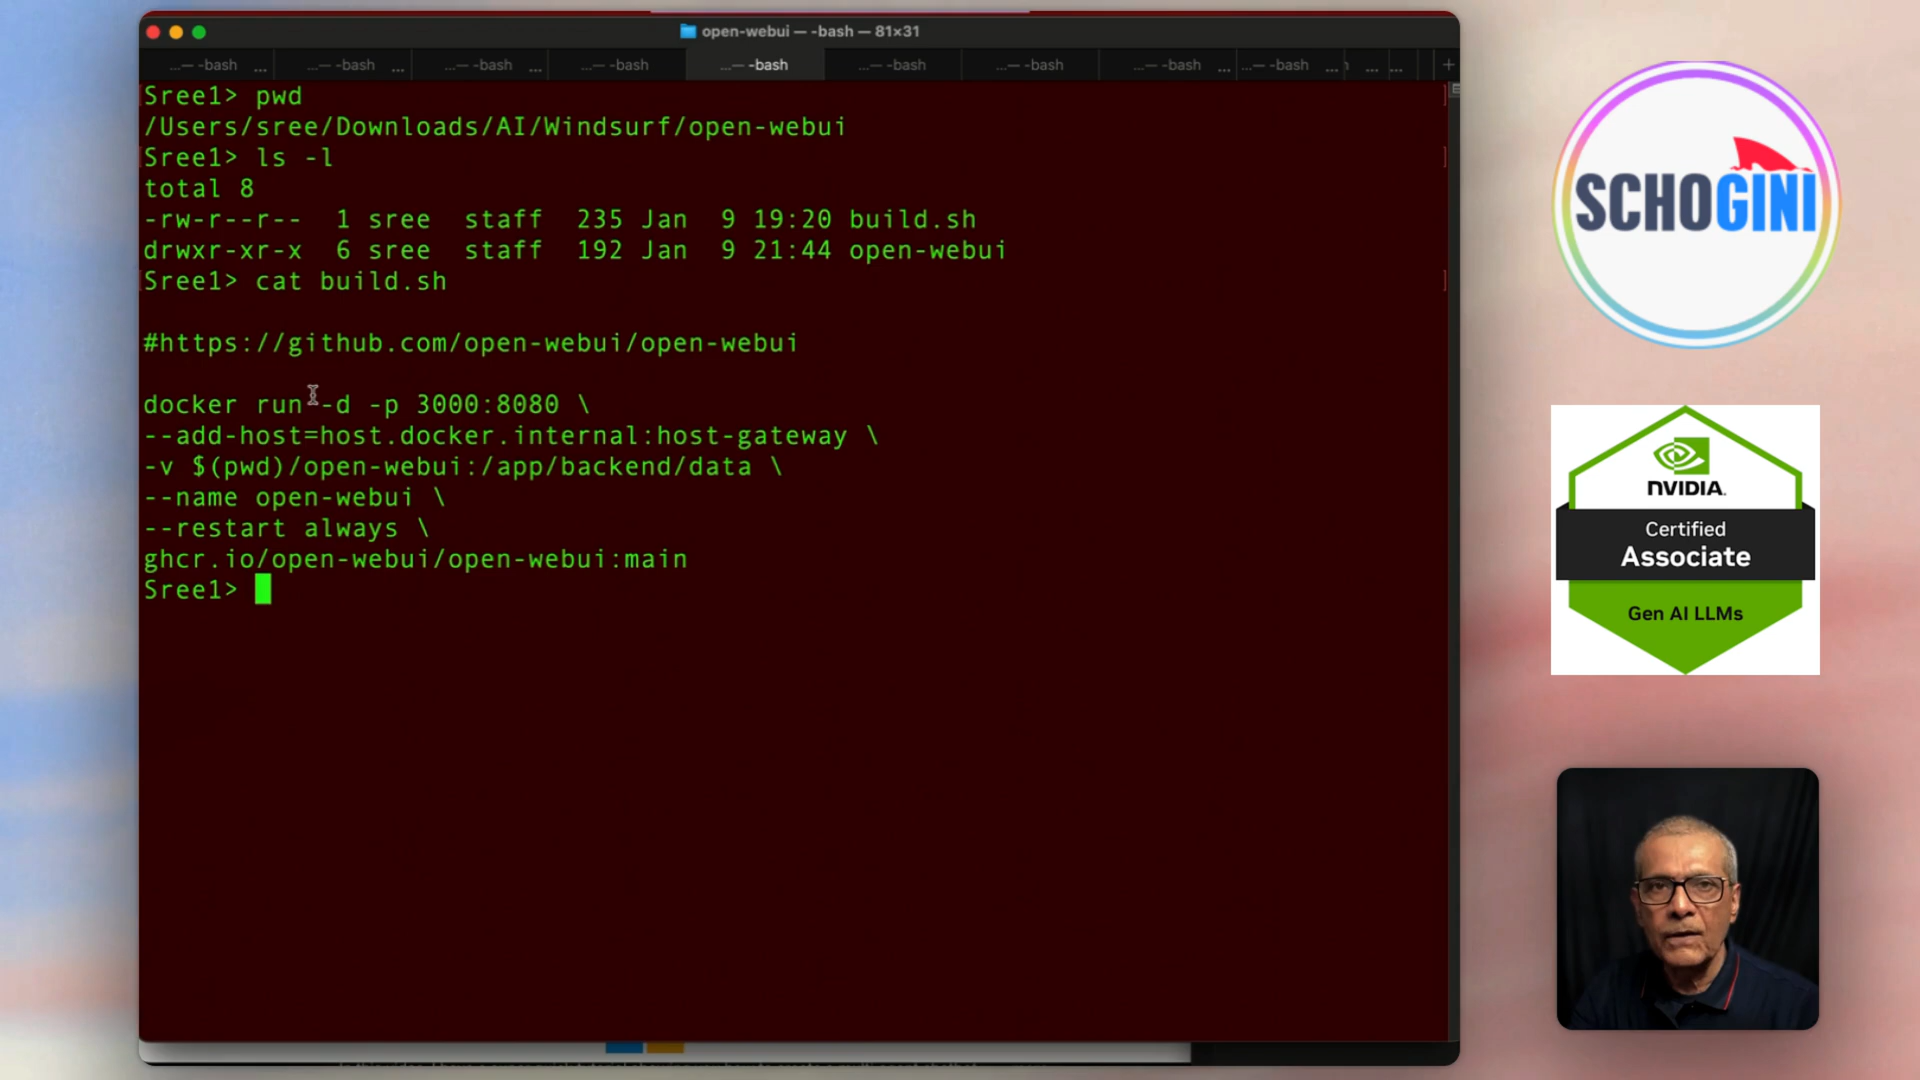 open-webui — -bash — 81×31
...— -bash ... ...— -bash ... ...— -bash ... ...— -bash ...— -bash ...— -bash ...— -bash ...— -bash ... ...— -bash ... ... ... +
Sree1> pwd
/Users/sree/Downloads/AI/Windsurf/open-webui
Sree1> ls -l
total 8
-rw-r--r-- 1 sree staff 235 Jan 9 19:20 build.sh
drwxr-xr-x 6 sree staff 192 Jan 9 21:44 open-webui
Sree1> cat build.sh
#https://github.com/open-webui/open-webui
docker run -d -p 3000:8080 \
--add-host=host.docker.internal:host-gateway \
-v $(pwd)/open-webui:/app/backend/data \
--name open-webui \
--restart always \
ghcr.io/open-webui/open-webui:main
Sree1>
SCHOGINI
NVIDIA.
Certified
Associate
Gen AI LLMs